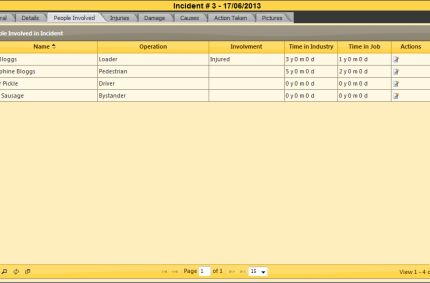 Incident # 3 - 17/06/2013
Details People Involved Injuries Damage Causes Action Taken Pictures
Involved in Incident
Name Operation Involvment Time in Industry Time in Job Actions
Bloggs Loader Injured 3 y 0 m 0 d 1 y 0 m 0 d
Bloggs Pedestrian 5 y 0 m 0 d 2 y 0 m 0 d
Pickle Driver 0 y 0 m 0 d 0 y 0 m 0 d
Sausage Bystander 0 y 0 m 0 d 0 y 0 m 0 d
Page 1 of 1 15 View 1 - 4